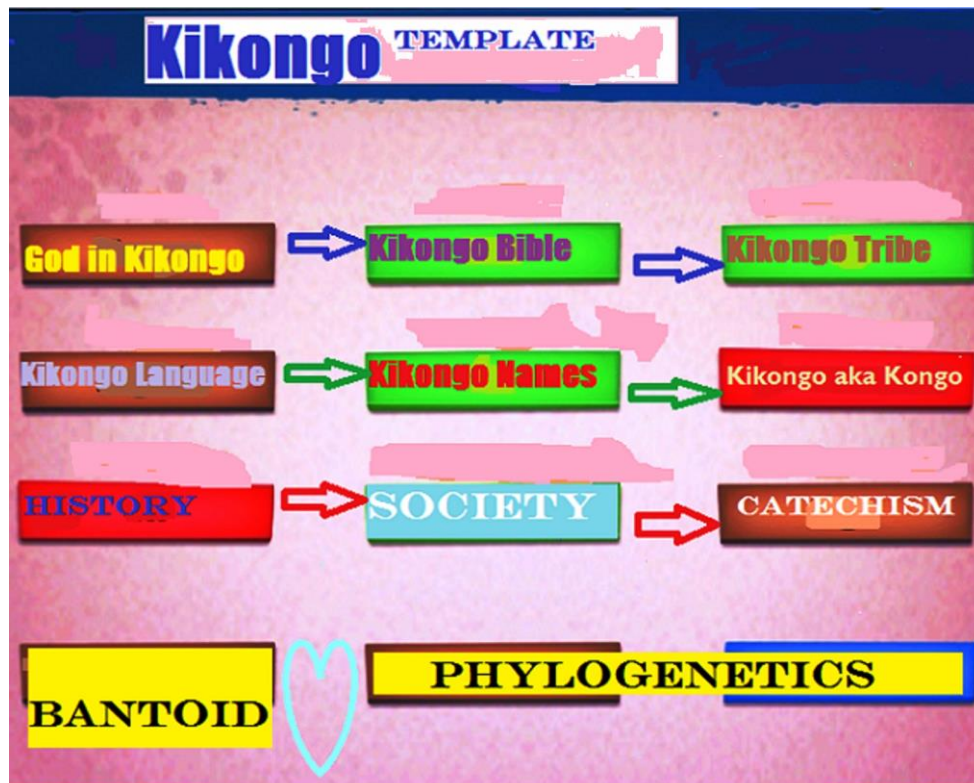 Kikongo TEMPLATE
God in Kikongo
Kikongo Bible
Kikongo Tribe
Kikongo Language
Kikongo Names
Kikongo aka Kongo
HISTORY
SOCIETY
CATECHISM
BANTOID
PHYLOGENETICS